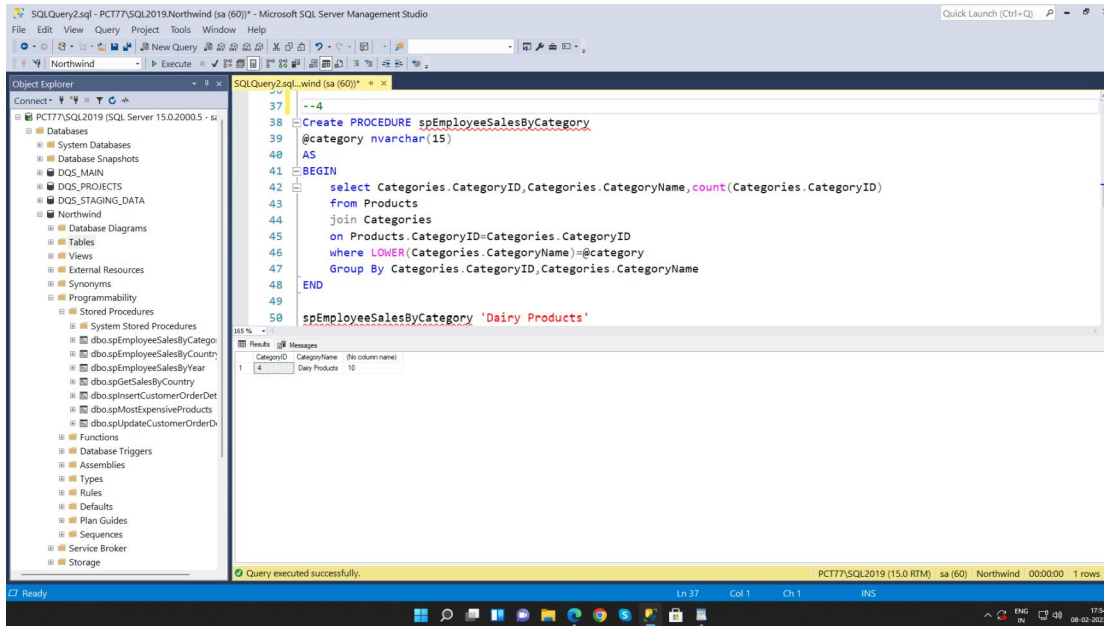 SQLQuery2.sql - PCT77\SQL2019.Northwind (sa (60))* - Microsoft SQL Server Management Studio
Quick Launch (Ctrl+Q)
File Edit View Query Project Tools Window Help
New Query
Northwind
Execute
Object Explorer
SQLQuery2.sql...wind (sa (60))*
Connect
PCT77\SQL2019 (SQL Server 15.0.2000.5 - sa
Databases
System Databases
Database Snapshots
DQS_MAIN
DQS_PROJECTS
DQS_STAGING_DATA
Northwind
Database Diagrams
Tables
Views
External Resources
Synonyms
Programmability
Stored Procedures
System Stored Procedures
dbo.spEmployeeSalesByCatego
dbo.spEmployeeSalesByCountr
dbo.spEmployeeSalesByYear
dbo.spGetSalesByCountry
dbo.spInsertCustomerOrderDet
dbo.spMostExpensiveProducts
dbo.spUpdateCustomerOrderD
Functions
Database Triggers
Assemblies
Types
Rules
Defaults
Plan Guides
Sequences
Service Broker
Storage
37 --4
38 Create PROCEDURE spEmployeeSalesByCategory
39 @category nvarchar(15)
40 AS
41 BEGIN
42 select Categories.CategoryID,Categories.CategoryName,count(Categories.CategoryID)
43 from Products
44 join Categories
45 on Products.CategoryID=Categories.CategoryID
46 where LOWER(Categories.CategoryName)=@category
47 Group By Categories.CategoryID,Categories.CategoryName
48 END
49
50 spEmployeeSalesByCategory 'Dairy Products'
165 %
Results Messages
CategoryID CategoryName (No column name)
1 4 Dairy Products 10
Query executed successfully.
PCT77\SQL2019 (15.0 RTM) sa (60) Northwind 00:00:00 1 rows
Ready
Ln 37 Col 1 Ch 1 INS
ENG
IN
17:54